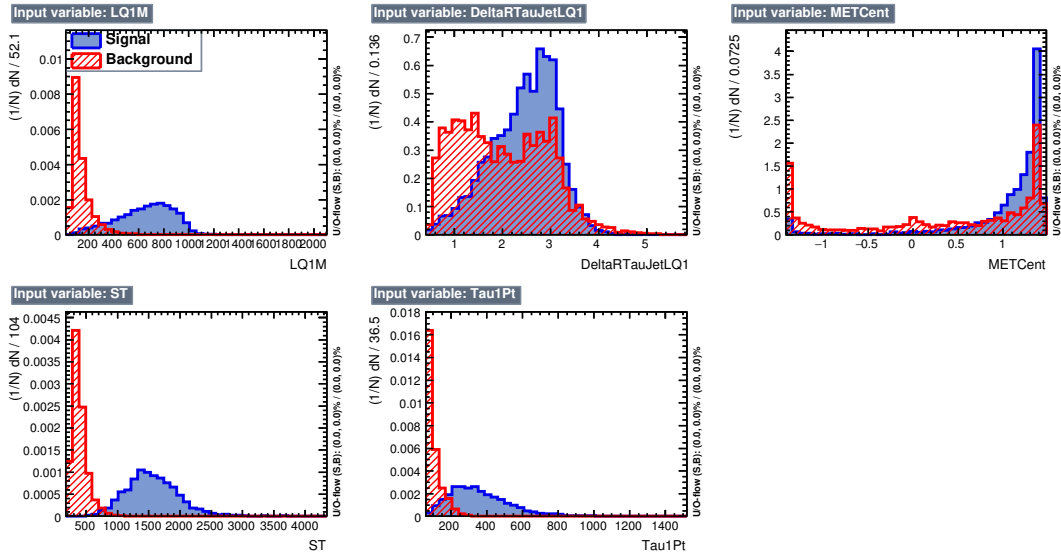 Input variable: LQ1M
(1/N) dN / 52.1
0.01
0.008
0.006
0.004
0.002
0
Signal
Background
200 400 600 800 1000 1200 1400 1600 1800 2000
LQ1M
U/O-flow (S,B): (0.0, 0.0)% / (0.0, 0.0)%
Input variable: DeltaRTauJetLQ1
(1/N) dN / 0.136
0.7
0.6
0.5
0.4
0.3
0.2
0.1
0
1 2 3 4 5
DeltaRTauJetLQ1
U/O-flow (S,B): (0.0, 0.0)% / (0.0, 0.0)%
Input variable: METCent
(1/N) dN / 0.0725
4
3.5
3
2.5
2
1.5
1
0.5
0
−1 −0.5 0 0.5 1
METCent
U/O-flow (S,B): (0.0, 0.0)% / (0.0, 0.0)%
Input variable: ST
(1/N) dN / 104
0.0045
0.004
0.0035
0.003
0.0025
0.002
0.0015
0.001
0.0005
0
500 1000 1500 2000 2500 3000 3500 4000
ST
U/O-flow (S,B): (0.0, 0.0)% / (0.0, 0.0)%
Input variable: Tau1Pt
(1/N) dN / 36.5
0.018
0.016
0.014
0.012
0.01
0.008
0.006
0.004
0.002
0
200 400 600 800 1000 1200 1400
Tau1Pt
U/O-flow (S,B): (0.0, 0.0)% / (0.0, 0.0)%